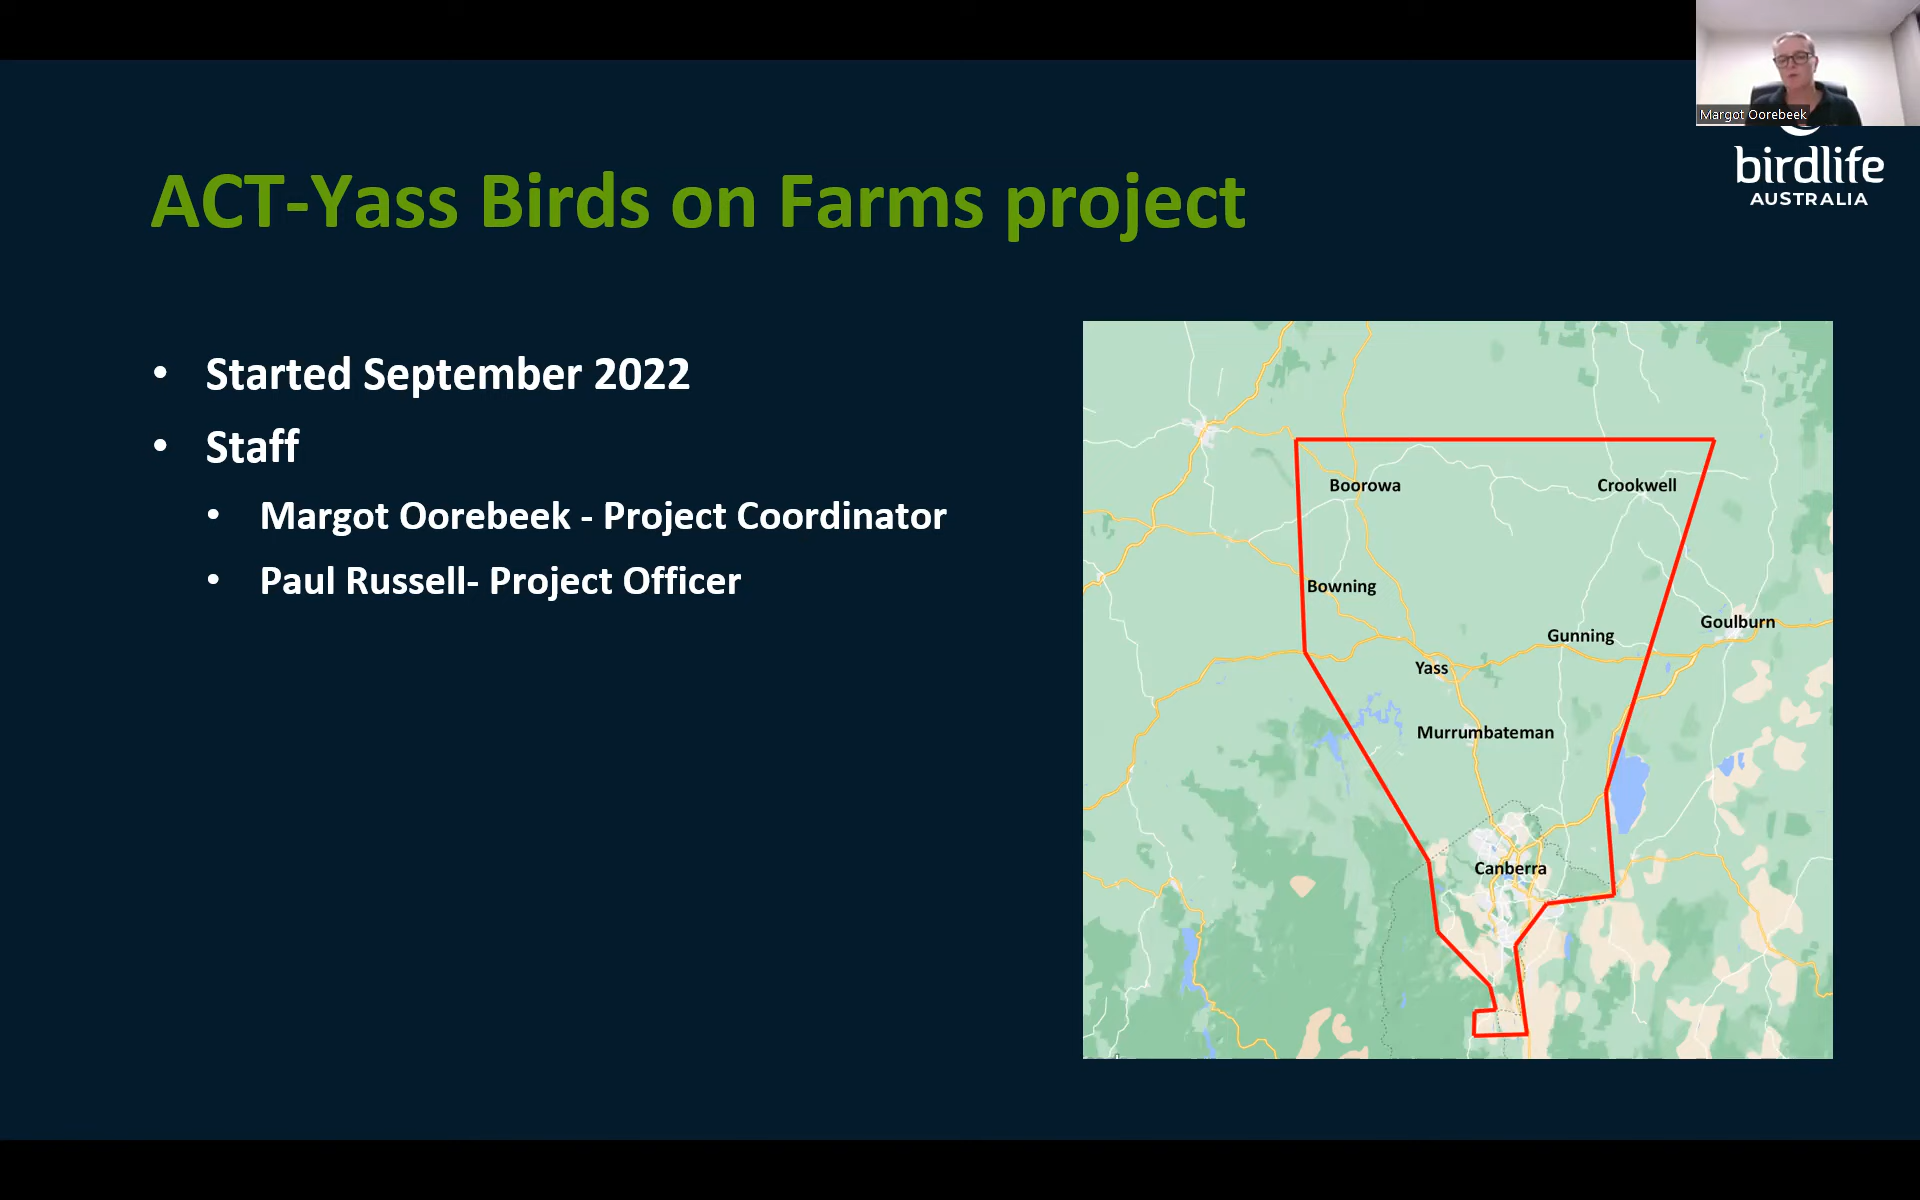 Margot Oorebeek
birdlife
AUSTRALIA
ACT-Yass Birds on Farms project
• Started September 2022
• Staff
• Margot Oorebeek - Project Coordinator
• Paul Russell- Project Officer
Boorowa
Crookwell
Bowning
Goulburn
Gunning
Yass
Murrumbateman
Canberra